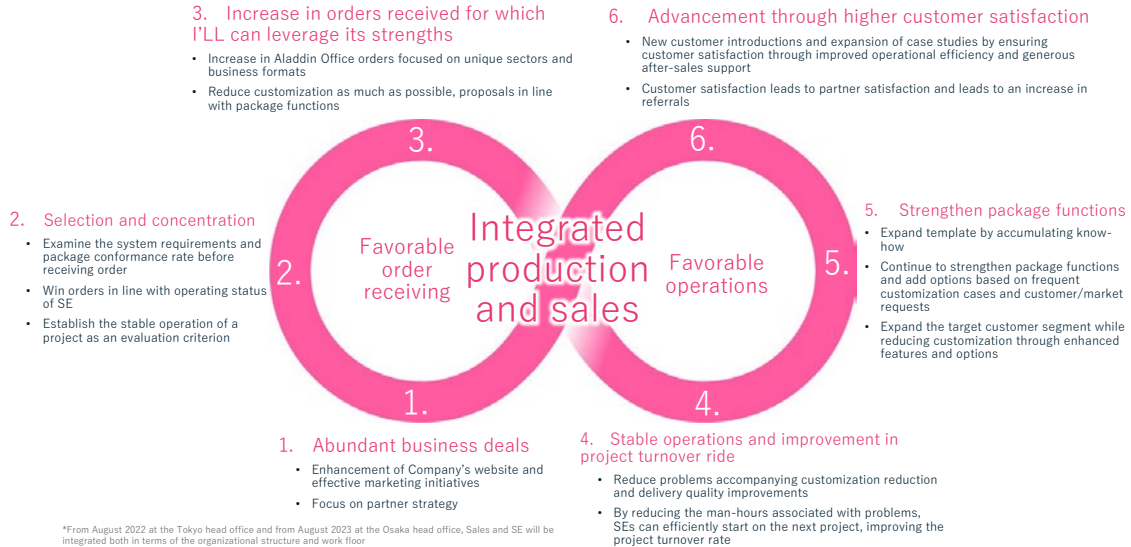 3. Increase in orders received for which
I'LL can leverage its strengths
• Increase in Aladdin Office orders focused on unique sectors and
business formats
• Reduce customization as much as possible, proposals in line
with package functions
6. Advancement through higher customer satisfaction
• New customer introductions and expansion of case studies by ensuring
customer satisfaction through improved operational efficiency and generous
after-sales support
• Customer satisfaction leads to partner satisfaction and leads to an increase in
referrals
2. Selection and concentration
• Examine the system requirements and
package conformance rate before
receiving order
• Win orders in line with operating status
of SE
• Establish the stable operation of a
project as an evaluation criterion
3.
6.
2.
5.
1.
4.
Favorable
order
receiving
Integrated
production
and sales
Favorable
operations
5. Strengthen package functions
• Expand template by accumulating know-
how
• Continue to strengthen package functions
and add options based on frequent
customization cases and customer/market
requests
• Expand the target customer segment while
reducing customization through enhanced
features and options
1. Abundant business deals
• Enhancement of Company's website and
effective marketing initiatives
• Focus on partner strategy
4. Stable operations and improvement in
project turnover ride
• Reduce problems accompanying customization reduction
and delivery quality improvements
• By reducing the man-hours associated with problems,
SEs can efficiently start on the next project, improving the
project turnover rate
*From August 2022 at the Tokyo head office and from August 2023 at the Osaka head office, Sales and SE will be
integrated both in terms of the organizational structure and work floor